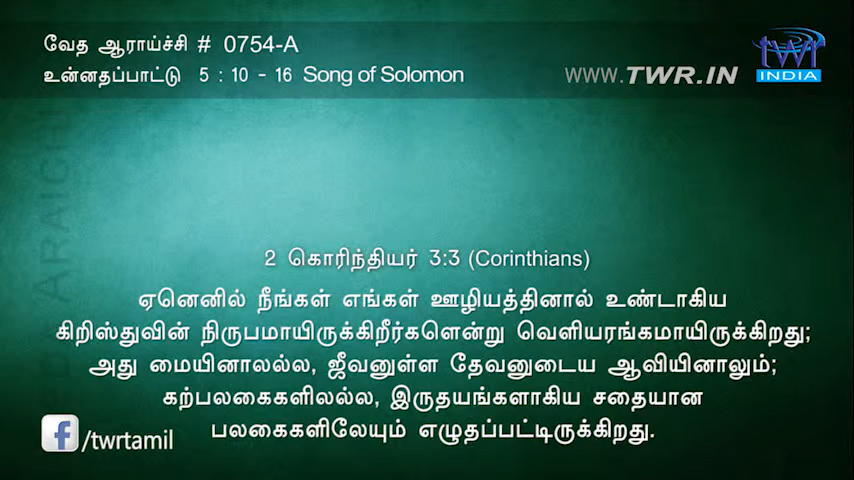 வேத ஆராய்ச்சி # 0754-A
உன்னதப்பாட்டு 5 : 10 - 16 Song of Solomon
WWW.TWR.IN
twr
INDIA
ARAICHI
2 கொரிந்தியர் 3:3 (Corinthians)
ஏனெனில் நீங்கள் எங்கள் ஊழியத்தினால் உண்டாகிய
கிறிஸ்துவின் நிருபமாயிருக்கிறீர்களென்று வெளியரங்கமாயிருக்கிறது;
அது மையினாலல்ல, ஜீவனுள்ள தேவனுடைய ஆவியினாலும்;
கற்பலகைகளிலல்ல, இருதயங்களாகிய சதையான
பலகைகளிலேயும் எழுதப்பட்டிருக்கிறது.
f/twrtamil